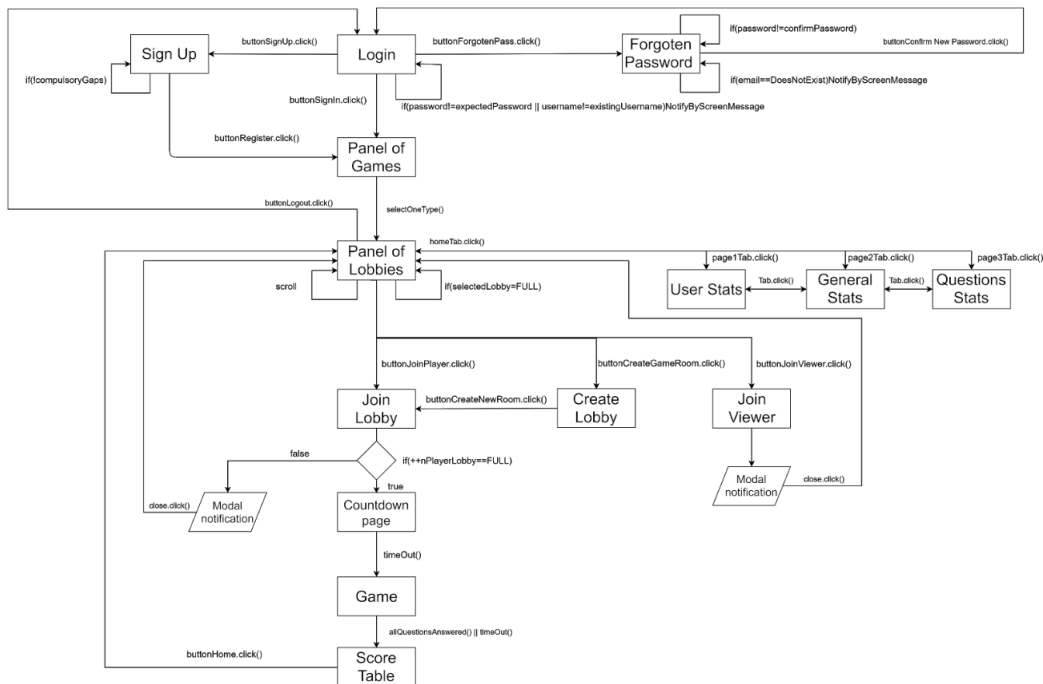 if(password!=confirmPassword)
buttonSignUp.click()
buttonForgotenPass.click()
buttonConfirm New Password.click()
Sign Up
Login
Forgoten
Password
if(!compulsoryGaps)
if(email==DoesNotExist)NotifyByScreenMessage
buttonSignIn.click()
if(password!=expectedPassword || username!=existingUsername)NotifyByScreenMessage
buttonRegister.click()
Panel of
Games
buttonLogout.click()
selectOneType()
homeTab.click()
Panel of
Lobbies
page1Tab.click()
page2Tab.click()
page3Tab.click()
scroll
if(selectedLobby=FULL)
User Stats
Tab.click()
General
Stats
Tab.click()
Questions
Stats
buttonJoinPlayer.click()
buttonCreateGameRoom.click()
buttonJoinViewer.click()
Join
Lobby
buttonCreateNewRoom.click()
Create
Lobby
Join
Viewer
false
if(++nPlayerLobby==FULL)
true
close.click()
Modal
notification
Countdown
page
Modal
notification
close.click()
timeOut()
Game
allQuestionsAnswered() || timeOut()
buttonHome.click()
Score
Table